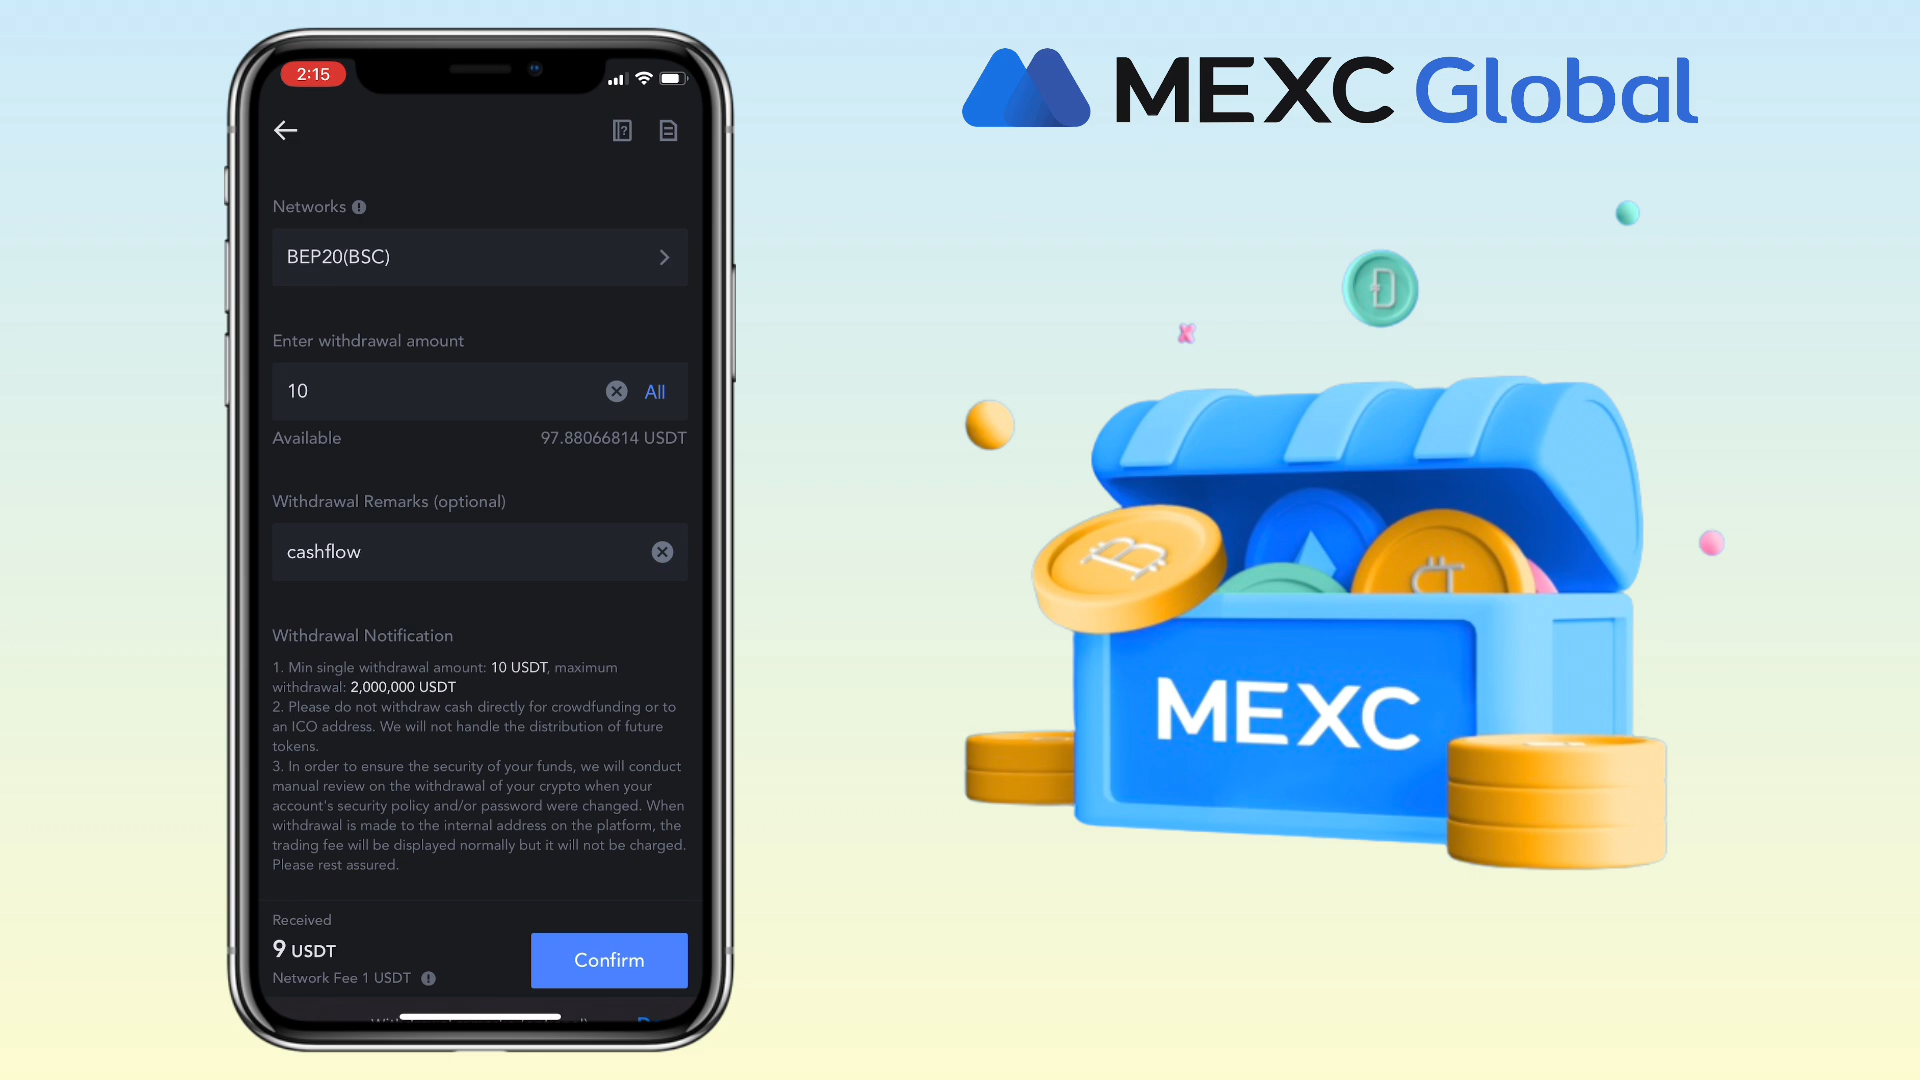 2:15
Networks
BEP20(BSC)
Enter withdrawal amount
10
All
Available
97.88066814 USDT
Withdrawal Remarks (optional)
cashflow
Withdrawal Notification
1. Min single withdrawal amount: 10 USDT, maximum
withdrawal: 2,000,000 USDT
2. Please do not withdraw cash directly for crowdfunding or to
an ICO address. We will not handle the distribution of future
tokens.
3. In order to ensure the security of your funds, we will conduct
manual review on the withdrawal of your crypto when your
account's security policy and/or password were changed. When
withdrawal is made to the internal address on the platform, the
trading fee will be displayed normally but it will not be charged.
Please rest assured.
Received
9 USDT
Network Fee 1 USDT
Confirm
MEXC Global
MEXC